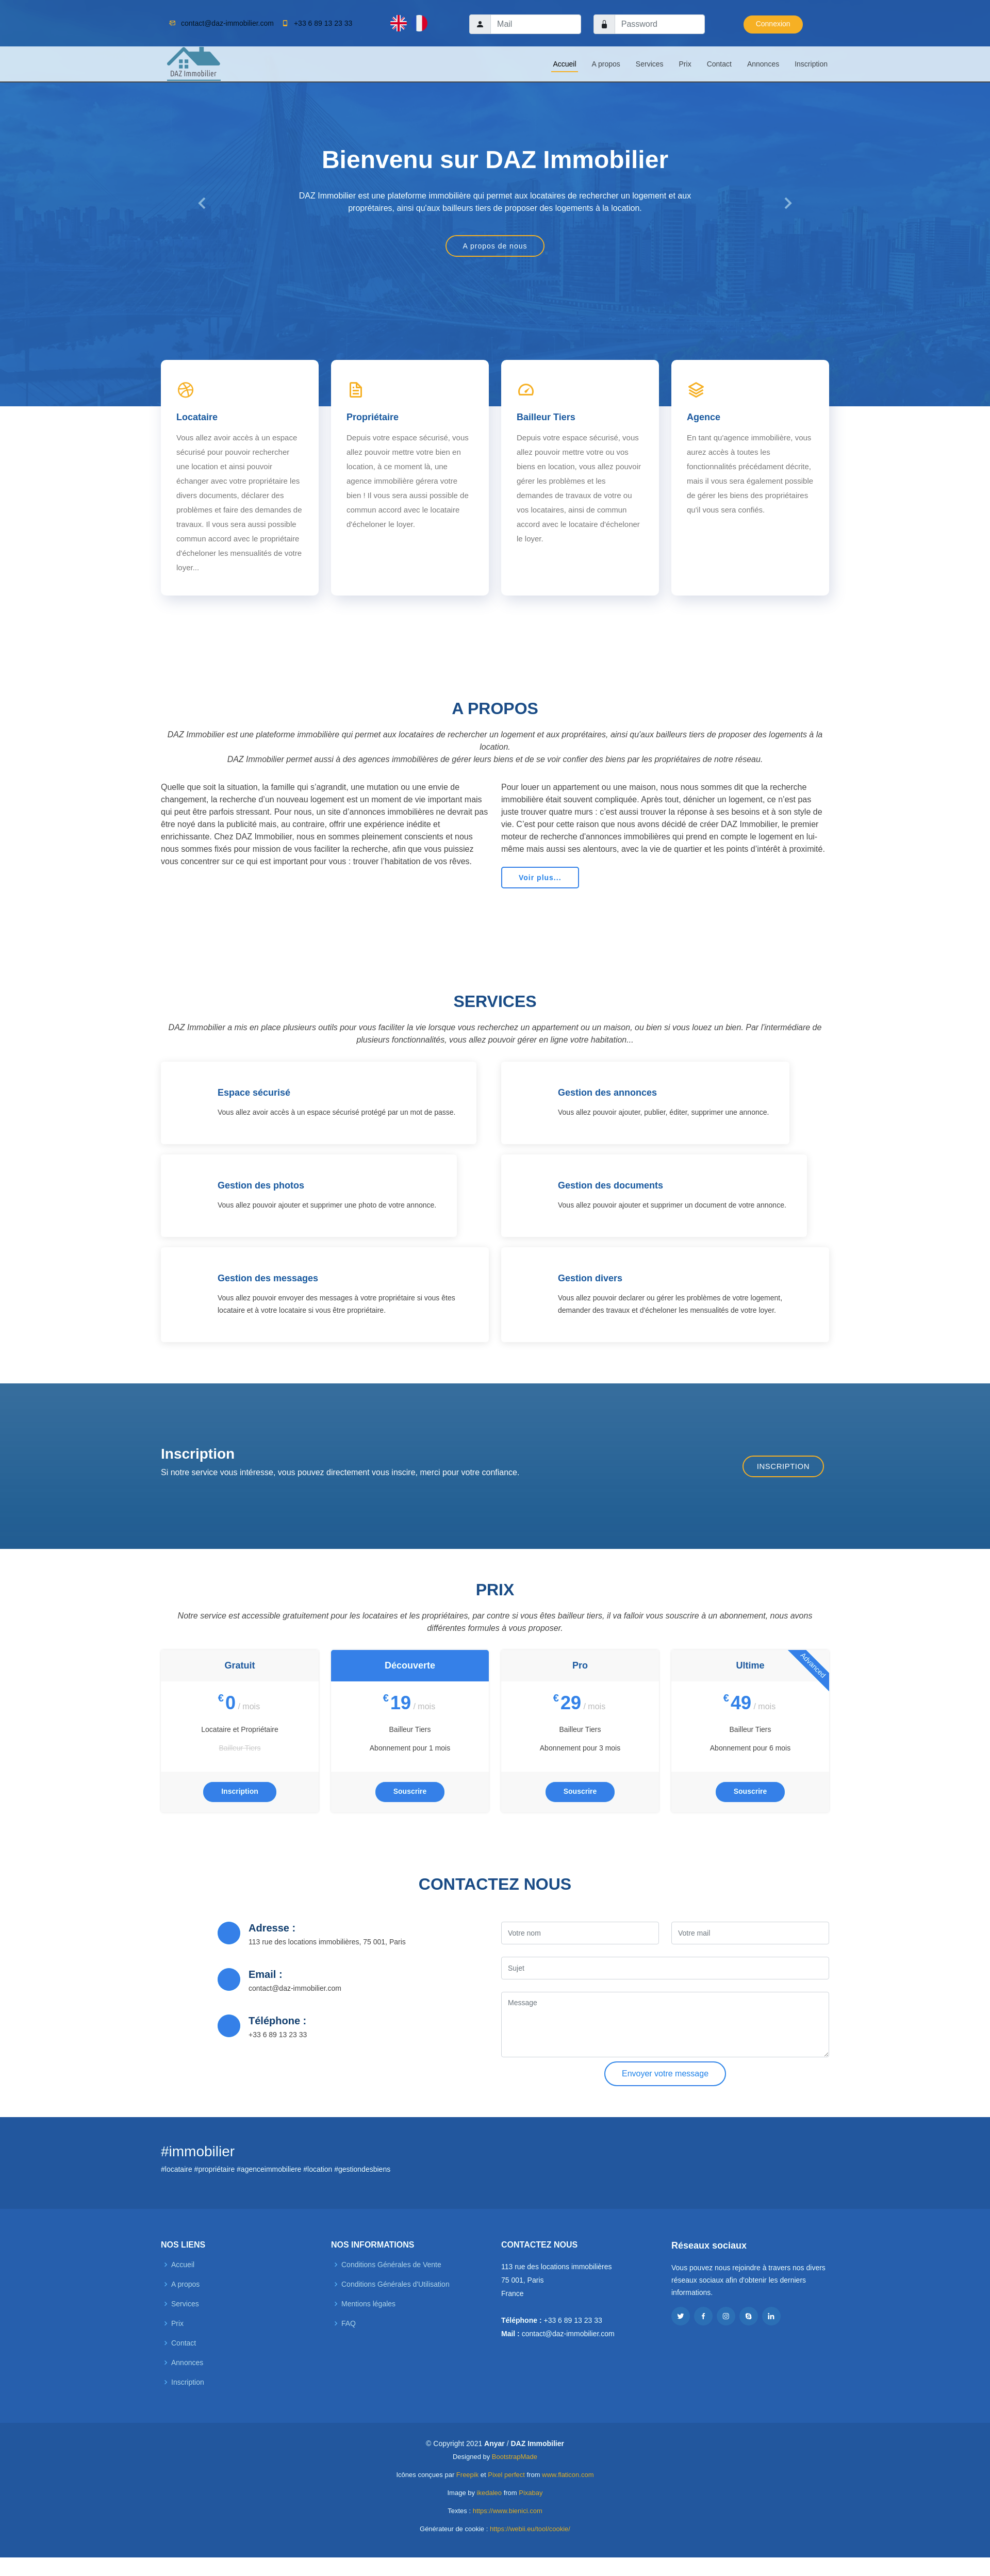 contact@daz-immobilier.com +33 6 89 13 23 33 Mail Password Connexion
DAZ Immobilier
Accueil A propos Services Prix Contact Annonces Inscription
Bienvenu sur DAZ Immobilier
DAZ Immobilier est une plateforme immobilière qui permet aux locataires de rechercher un logement et aux
proprétaires, ainsi qu'aux bailleurs tiers de proposer des logements à la location.
A propos de nous
Locataire
Vous allez avoir accès à un espace
sécurisé pour pouvoir rechercher
une location et ainsi pouvoir
échanger avec votre propriétaire les
divers documents, déclarer des
problèmes et faire des demandes de
travaux. Il vous sera aussi possible
commun accord avec le propriétaire
d'écheloner les mensualités de votre
loyer...
Propriétaire
Depuis votre espace sécurisé, vous
allez pouvoir mettre votre bien en
location, à ce moment là, une
agence immobilière gèrera votre
bien ! Il vous sera aussi possible de
commun accord avec le locataire
d'écheloner le loyer.
Bailleur Tiers
Depuis votre espace sécurisé, vous
allez pouvoir mettre votre ou vos
biens en location, vous allez pouvoir
gérer les problèmes et les
demandes de travaux de votre ou
vos locataires, ainsi de commun
accord avec le locataire d'écheloner
le loyer.
Agence
En tant qu'agence immobilière, vous
aurez accès à toutes les
fonctionnalités précédament décrite,
mais il vous sera également possible
de gérer les biens des propriétaires
qu'il vous sera confiés.
A PROPOS
DAZ Immobilier est une plateforme immobilière qui permet aux locataires de rechercher un logement et aux proprétaires, ainsi qu'aux bailleurs tiers de proposer des logements à la
location.
DAZ Immobilier permet aussi à des agences immobilières de gérer leurs biens et de se voir confier des biens par les propriétaires de notre réseau.
Quelle que soit la situation, la famille qui s'agrandit, une mutation ou une envie de
changement, la recherche d'un nouveau logement est un moment de vie important mais
qui peut être parfois stressant. Pour nous, un site d'annonces immobilières ne devrait pas
être noyé dans la publicité mais, au contraire, offrir une expérience inédite et
enrichissante. Chez DAZ Immobilier, nous en sommes pleinement conscients et nous
nous sommes fixés pour mission de vous faciliter la recherche, afin que vous puissiez
vous concentrer sur ce qui est important pour vous : trouver l'habitation de vos rêves.
Pour louer un appartement ou une maison, nous nous sommes dit que la recherche
immobilière était souvent compliquée. Après tout, dénicher un logement, ce n'est pas
juste trouver quatre murs : c'est aussi trouver la réponse à ses besoins et à son style de
vie. C'est pour cette raison que nous avons décidé de créer DAZ Immobilier, le premier
moteur de recherche d'annonces immobilières qui prend en compte le logement en lui-
même mais aussi ses alentours, avec la vie de quartier et les points d'intérêt à proximité.
Voir plus...
SERVICES
DAZ Immobilier a mis en place plusieurs outils pour vous faciliter la vie lorsque vous recherchez un appartement ou un maison, ou bien si vous louez un bien. Par l'intermédiare de
plusieurs fonctionnalités, vous allez pouvoir gérer en ligne votre habitation...
Espace sécurisé
Vous allez avoir accès à un espace sécurisé protégé par un mot de passe.
Gestion des annonces
Vous allez pouvoir ajouter, publier, éditer, supprimer une annonce.
Gestion des photos
Vous allez pouvoir ajouter et supprimer une photo de votre annonce.
Gestion des documents
Vous allez pouvoir ajouter et supprimer un document de votre annonce.
Gestion des messages
Vous allez pouvoir envoyer des messages à votre propriétaire si vous êtes
locataire et à votre locataire si vous être propriétaire.
Gestion divers
Vous allez pouvoir declarer ou gérer les problèmes de votre logement,
demander des travaux et d'écheloner les mensualités de votre loyer.
Inscription
Si notre service vous intéresse, vous pouvez directement vous inscire, merci pour votre confiance.
INSCRIPTION
PRIX
Notre service est accessible gratuitement pour les locataires et les propriétaires, par contre si vous êtes bailleur tiers, il va falloir vous souscrire à un abonnement, nous avons
différentes formules à vous proposer.
Gratuit
€0 / mois
Locataire et Propriétaire
Bailleur Tiers
Inscription
Découverte
€19 / mois
Bailleur Tiers
Abonnement pour 1 mois
Souscrire
Pro
€29 / mois
Bailleur Tiers
Abonnement pour 3 mois
Souscrire
Ultime
Advanced
€49 / mois
Bailleur Tiers
Abonnement pour 6 mois
Souscrire
CONTACTEZ NOUS
Adresse :
113 rue des locations immobilières, 75 001, Paris
Email :
contact@daz-immobilier.com
Téléphone :
+33 6 89 13 23 33
Votre nom Votre mail
Sujet
Message
Envoyer votre message
#immobilier
#locataire #propriétaire #agenceimmobiliere #location #gestiondesbiens
NOS LIENS
Accueil
A propos
Services
Prix
Contact
Annonces
Inscription
NOS INFORMATIONS
Conditions Générales de Vente
Conditions Générales d'Utilisation
Mentions légales
FAQ
CONTACTEZ NOUS
113 rue des locations immobilières
75 001, Paris
France
Téléphone : +33 6 89 13 23 33
Mail : contact@daz-immobilier.com
Réseaux sociaux
Vous pouvez nous rejoindre à travers nos divers
réseaux sociaux afin d'obtenir les derniers
informations.
© Copyright 2021 Anyar / DAZ Immobilier
Designed by BootstrapMade
Icônes conçues par Freepik et Pixel perfect from www.flaticon.com
Image by ikedaleo from Pixabay
Textes : https://www.bienici.com
Générateur de cookie : https://webii.eu/tool/cookie/